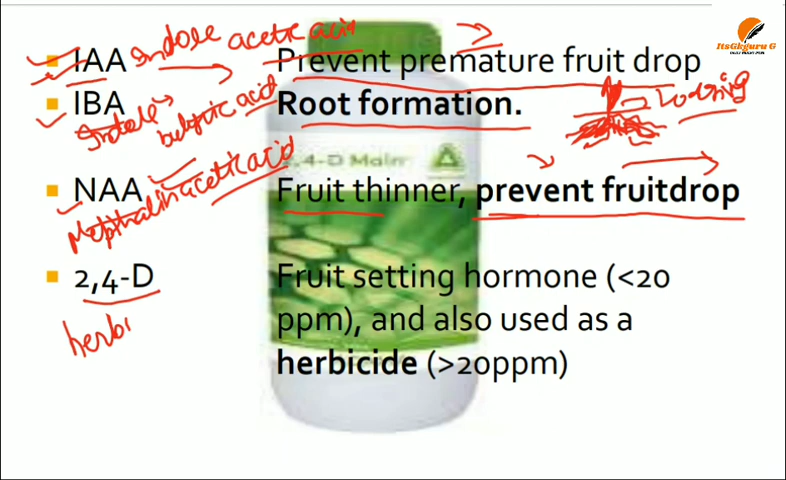 ItsGkguru G
IAA Indole acetic acid Prevent premature fruit drop
IBA Root formation.
Indole butyric acid
rooting
2,4-D Main
NAA Fruit thinner, prevent fruitdrop
acetic acid
2,4-D Fruit setting hormone (<20
ppm), and also used as a
herbi herbicide (>20ppm)